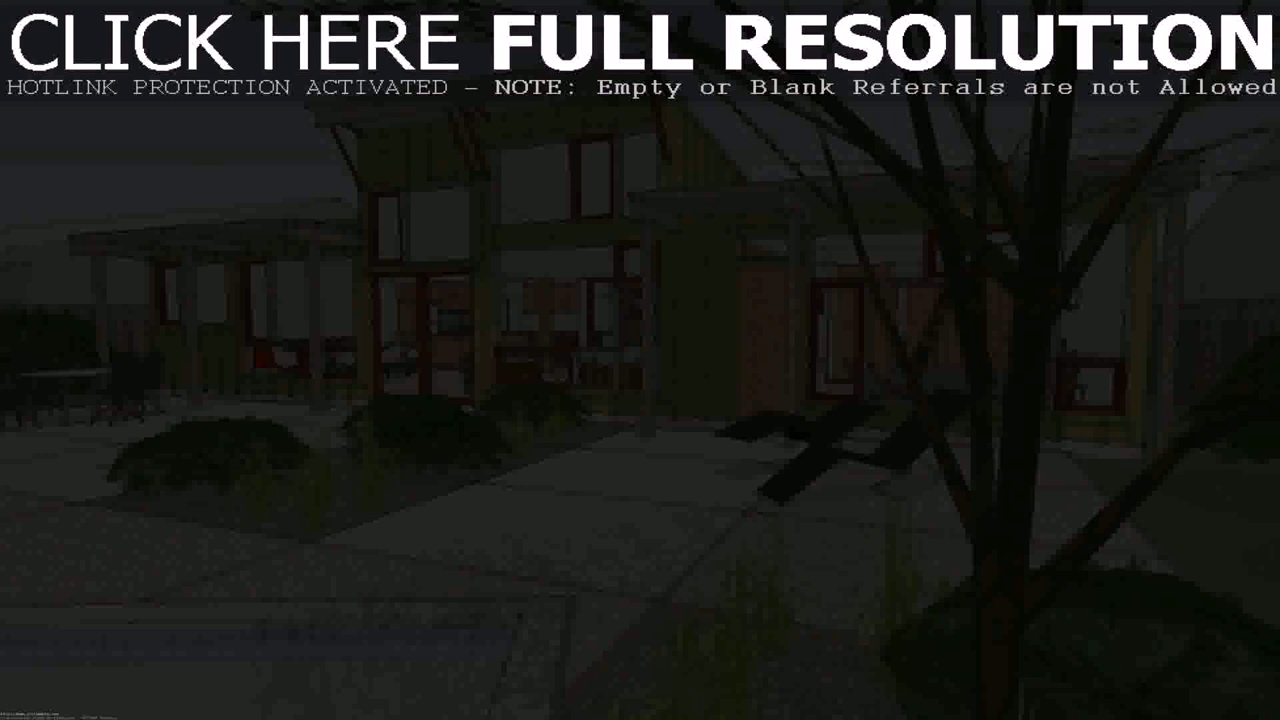 CLICK HERE FULL RESOLUTION
HOTLINK PROTECTION ACTIVATED - NOTE: Empty or Blank Referrals are not Allowed